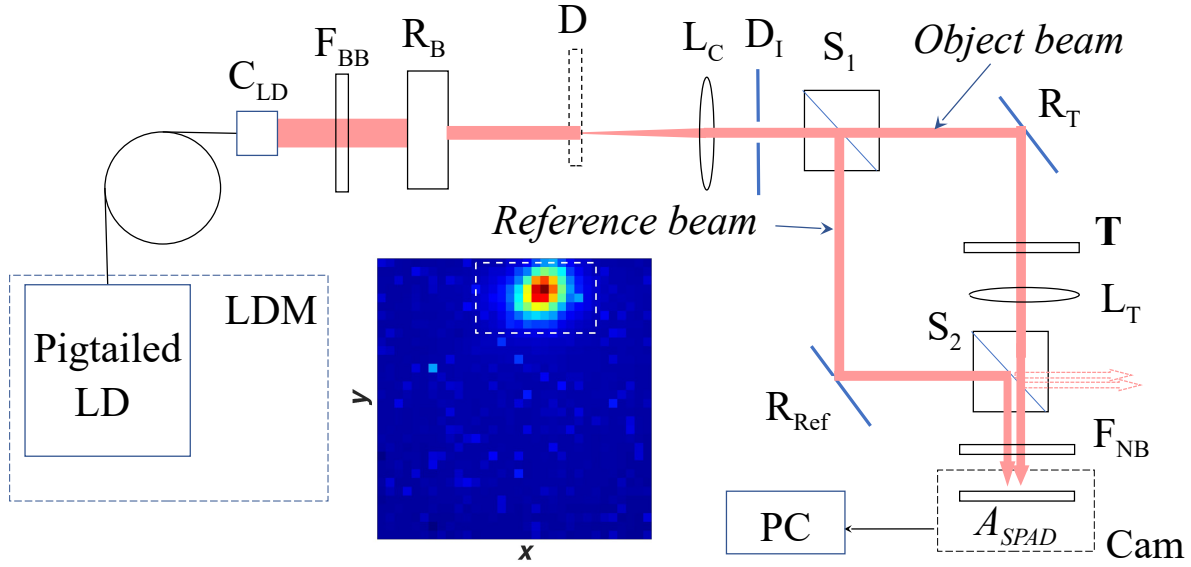 D
F_BB
R_B
L_C
D_I
S_1
Object beam
C_LD
R_T
Reference beam
T
LDM
L_T
Pigtailed
LD
S_2
y
R_Ref
F_NB
PC
A_SPAD
Cam
x